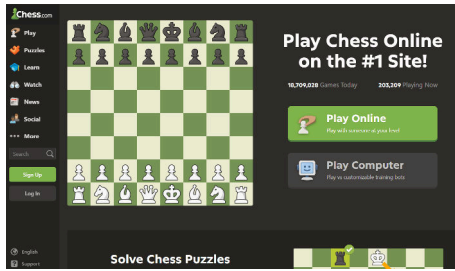 Chess.com
Play
Puzzles
Learn
Watch
News
Social
More
Search
Sign Up
Log In
English
Support
Play Chess Online
on the #1 Site!
18,709,028 Games Today 203,209 Playing Now
Play Online
Play with someone at your level
Play Computer
Play vs customizable training bots
Solve Chess Puzzles